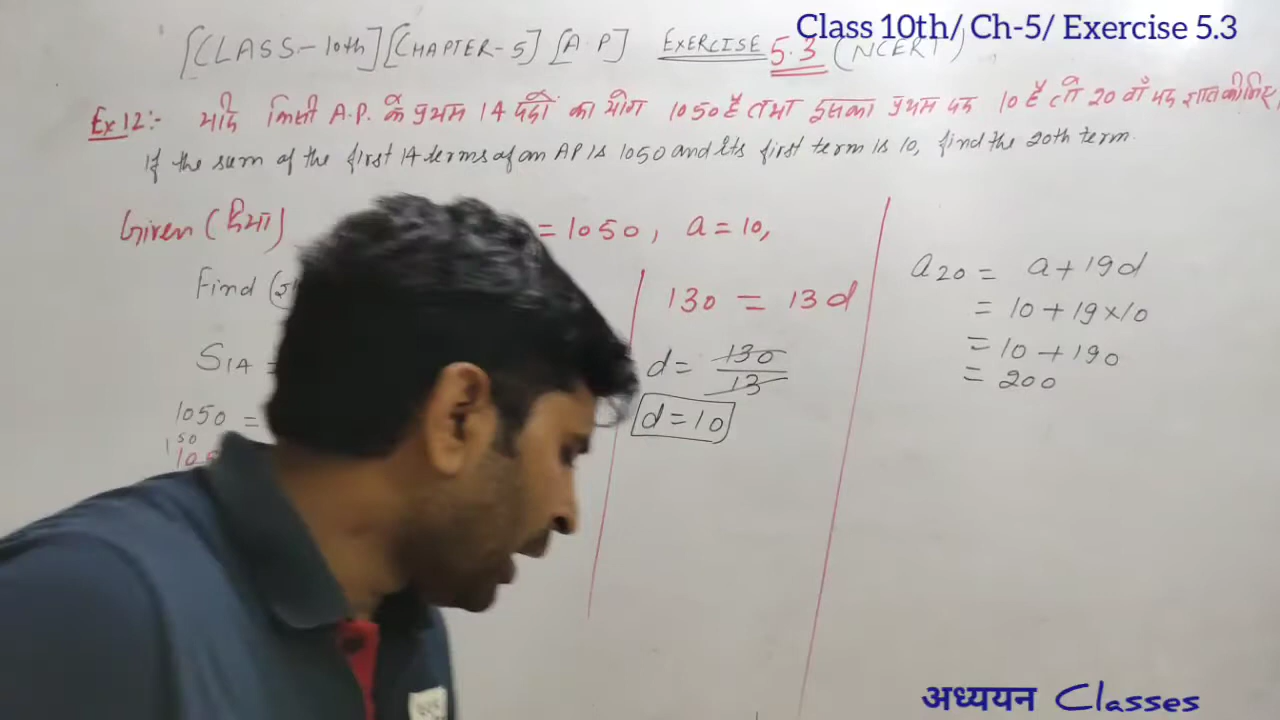 Class 10th/ Ch-5/ Exercise 5.3
[CLASS-10th] [CHAPTER-5] [A.P] EXERCISE 5.3 (NCERT)
Ex 12:- यदि किसी A.P. के प्रथम 14 पदों का योग 1050 है तथा इसका प्रथम पद 10 है तो 20 वाँ पद ज्ञात कीजिए
If the sum of the first 14 terms of an AP is 1050 and its first term is 10, find the 20th term.
Given (दिया) = 1050, a = 10,
Find
S14 =
1050 =
50
130 = 13d
d = 130/13
d = 10
a20 = a + 19d
= 10 + 19 × 10
= 10 + 190
= 200
अध्ययन Classes